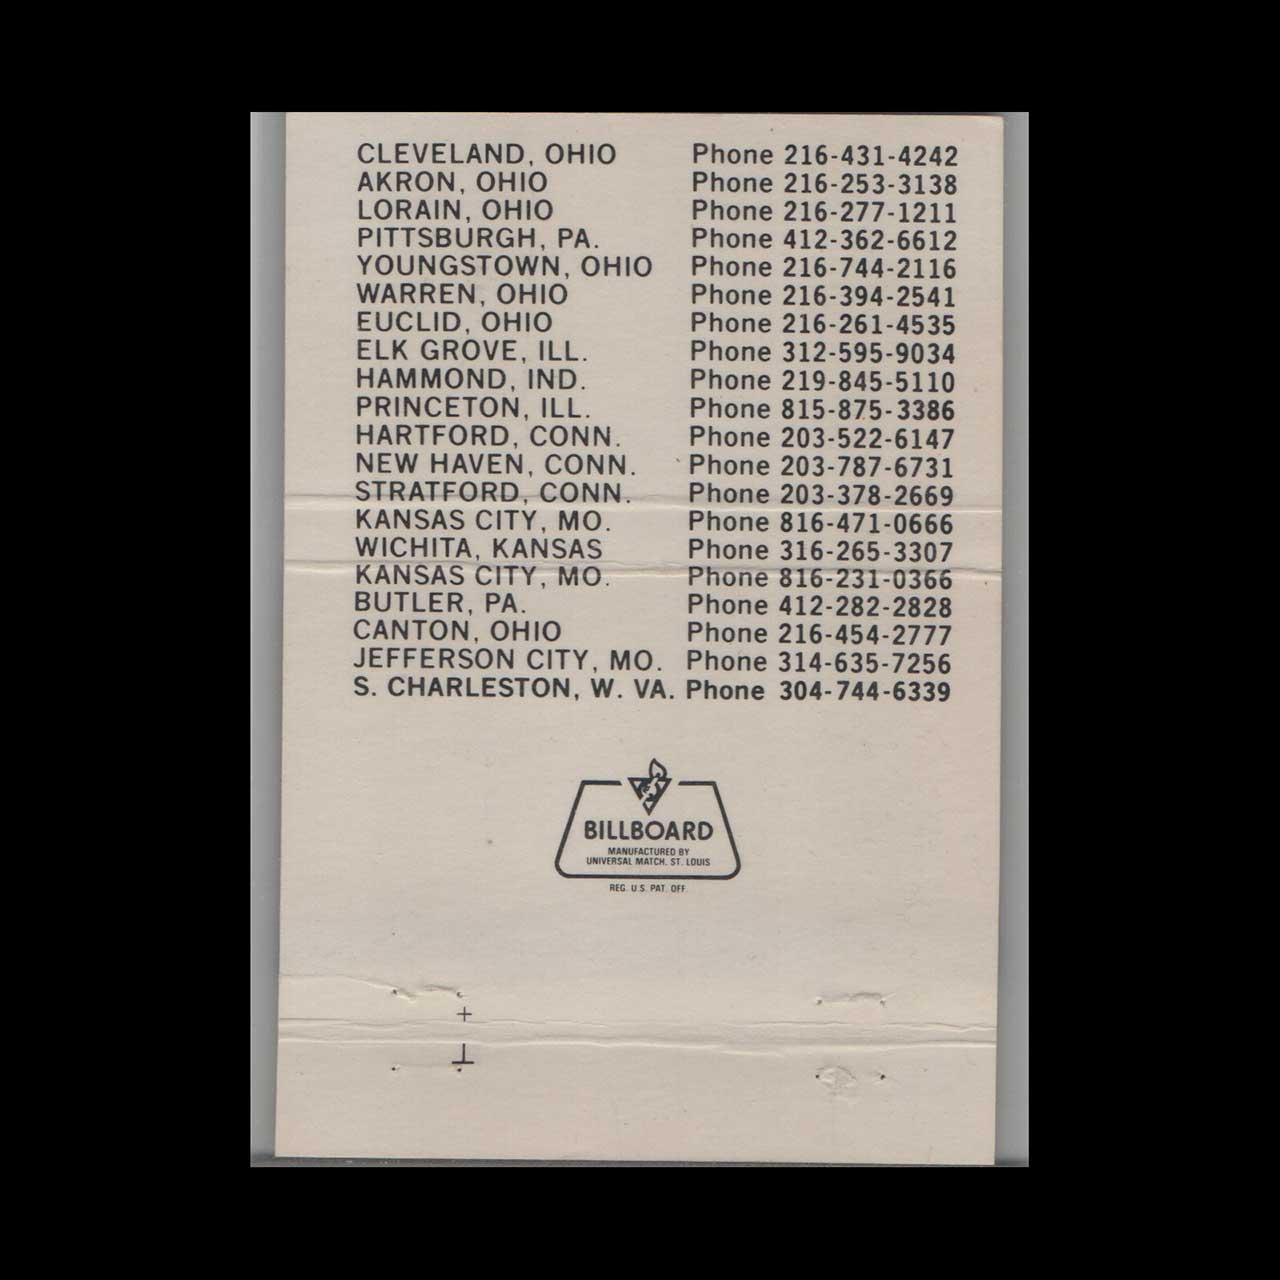 CLEVELAND, OHIO Phone 216-431-4242
AKRON, OHIO Phone 216-253-3138
LORAIN, OHIO Phone 216-277-1211
PITTSBURGH, PA. Phone 412-362-6612
YOUNGSTOWN, OHIO Phone 216-744-2116
WARREN, OHIO Phone 216-394-2541
EUCLID, OHIO Phone 216-261-4535
ELK GROVE, ILL. Phone 312-595-9034
HAMMOND, IND. Phone 219-845-5110
PRINCETON, ILL. Phone 815-875-3386
HARTFORD, CONN. Phone 203-522-6147
NEW HAVEN, CONN. Phone 203-787-6731
STRATFORD, CONN. Phone 203-378-2669
KANSAS CITY, MO. Phone 816-471-0666
WICHITA, KANSAS Phone 316-265-3307
KANSAS CITY, MO. Phone 816-231-0366
BUTLER, PA. Phone 412-282-2828
CANTON, OHIO Phone 216-454-2777
JEFFERSON CITY, MO. Phone 314-635-7256
S. CHARLESTON, W. VA. Phone 304-744-6339
BILLBOARD
MANUFACTURED BY
UNIVERSAL MATCH, ST. LOUIS
REG. U.S. PAT. OFF.